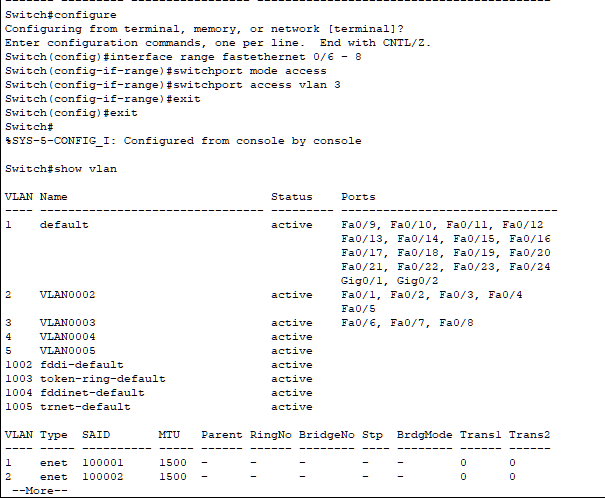 Switch#configure
Configuring from terminal, memory, or network [terminal]?
Enter configuration commands, one per line.  End with CNTL/Z.
Switch(config)#interface range fastethernet 0/6 - 8
Switch(config-if-range)#switchport mode access
Switch(config-if-range)#switchport access vlan 3
Switch(config-if-range)#exit
Switch(config)#exit
Switch#
%SYS-5-CONFIG_I: Configured from console by console
Switch#show vlan
VLAN Name                             Status    Ports
---- -------------------------------- --------- -------------------------------
1    default                          active    Fa0/9, Fa0/10, Fa0/11, Fa0/12
                                                Fa0/13, Fa0/14, Fa0/15, Fa0/16
                                                Fa0/17, Fa0/18, Fa0/19, Fa0/20
                                                Fa0/21, Fa0/22, Fa0/23, Fa0/24
                                                Gig0/1, Gig0/2
2    VLAN0002                         active    Fa0/1, Fa0/2, Fa0/3, Fa0/4
                                                Fa0/5
3    VLAN0003                         active    Fa0/6, Fa0/7, Fa0/8
4    VLAN0004                         active
5    VLAN0005                         active
1002 fddi-default                     active
1003 token-ring-default               active
1004 fddinet-default                  active
1005 trnet-default                    active
VLAN Type  SAID       MTU   Parent RingNo BridgeNo Stp  BrdgMode Trans1 Trans2
---- ----- ---------- ----- ------ ------ -------- ---- -------- ------ ------
1    enet  100001     1500  -      -      -        -    -        0      0
2    enet  100002     1500  -      -      -        -    -        0      0
--More--